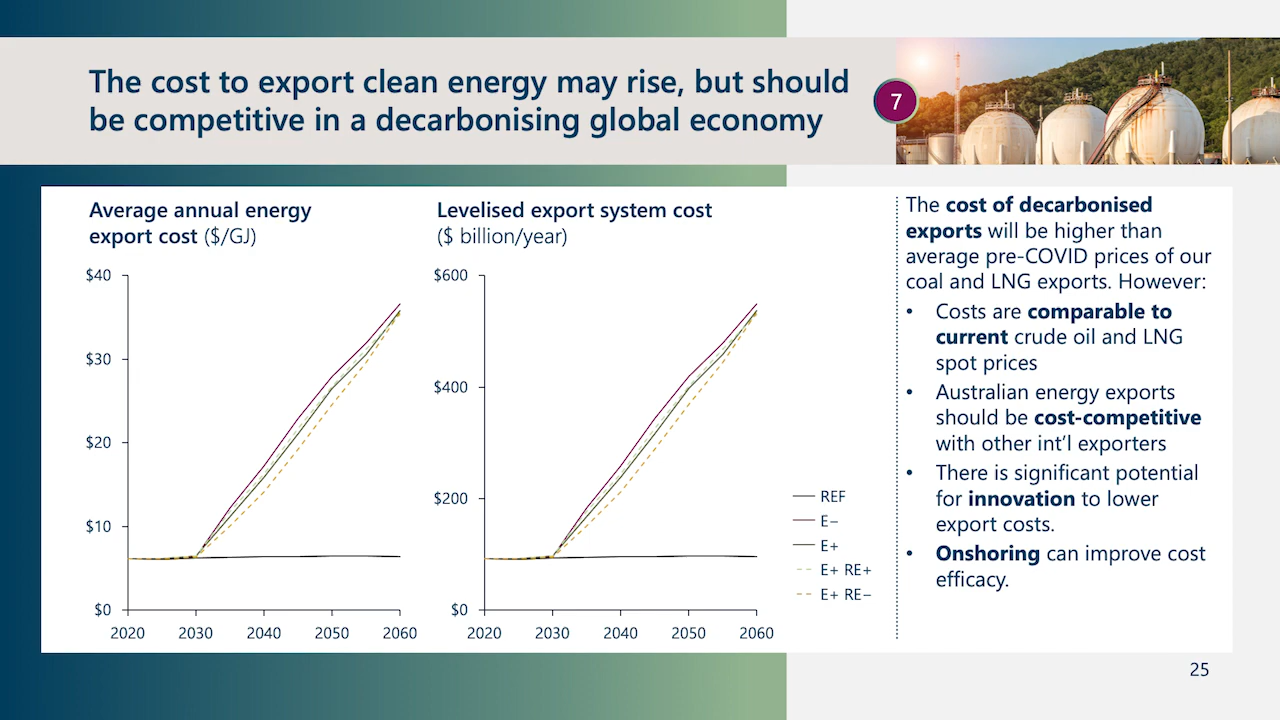 The cost to export clean energy may rise, but should
be competitive in a decarbonising global economy
7
Average annual energy
export cost ($/GJ)
$40
$30
$20
$10
$0
2020 2030 2040 2050 2060
Levelised export system cost
($ billion/year)
$600
$400
$200
$0
2020 2030 2040 2050 2060
REF
E−
E+
E+ RE+
E+ RE−
The cost of decarbonised
exports will be higher than
average pre-COVID prices of our
coal and LNG exports. However:
• Costs are comparable to
current crude oil and LNG
spot prices
• Australian energy exports
should be cost-competitive
with other int’l exporters
• There is significant potential
for innovation to lower
export costs.
• Onshoring can improve cost
efficacy.
25